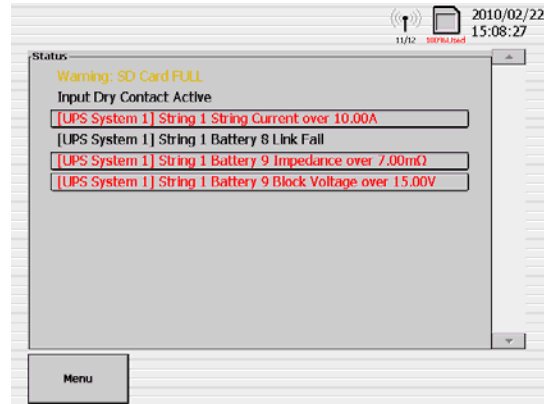 2010/02/22
15:08:27
11/12 100%Used
Status
Warning: SD Card FULL
Input Dry Contact Active
[UPS System 1] String 1 String Current over 10.00A
[UPS System 1] String 1 Battery 8 Link Fail
[UPS System 1] String 1 Battery 9 Impedance over 7.00mΩ
[UPS System 1] String 1 Battery 9 Block Voltage over 15.00V
Menu